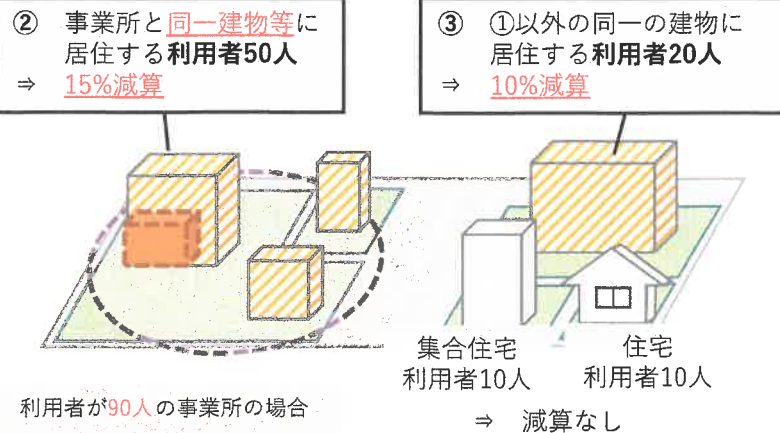 ② 事業所と同一建物等に
居住する利用者50人
⇒ 15%減算
③ ①以外の同一の建物に
居住する利用者20人
⇒ 10%減算
集合住宅
利用者10人
住宅
利用者10人
利用者が90人の事業所の場合
⇒ 減算なし